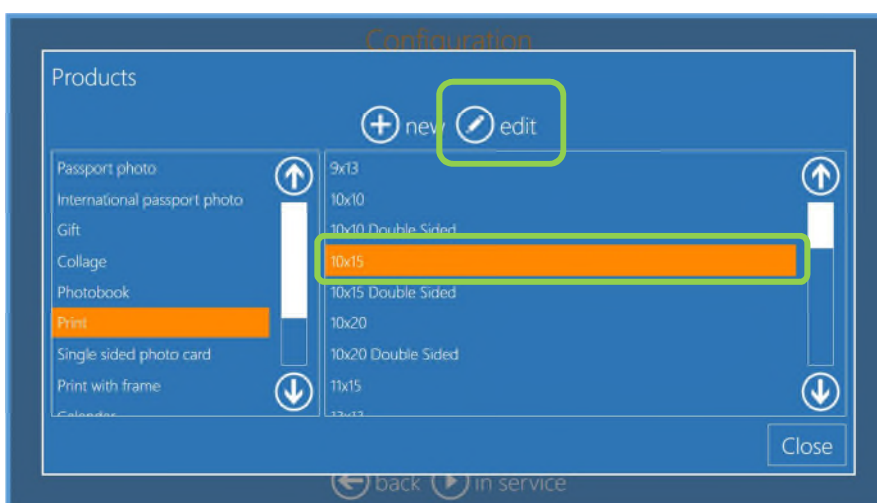 Configuration
Products
new edit
Passport photo
International passport photo
Gift
Collage
Photobook
Print
Single sided photo card
Print with frame
Calender
9x13
10x10
10x10 Double Sided
10x15
10x15 Double Sided
10x20
10x20 Double Sided
11x15
13x13
Close
back in service